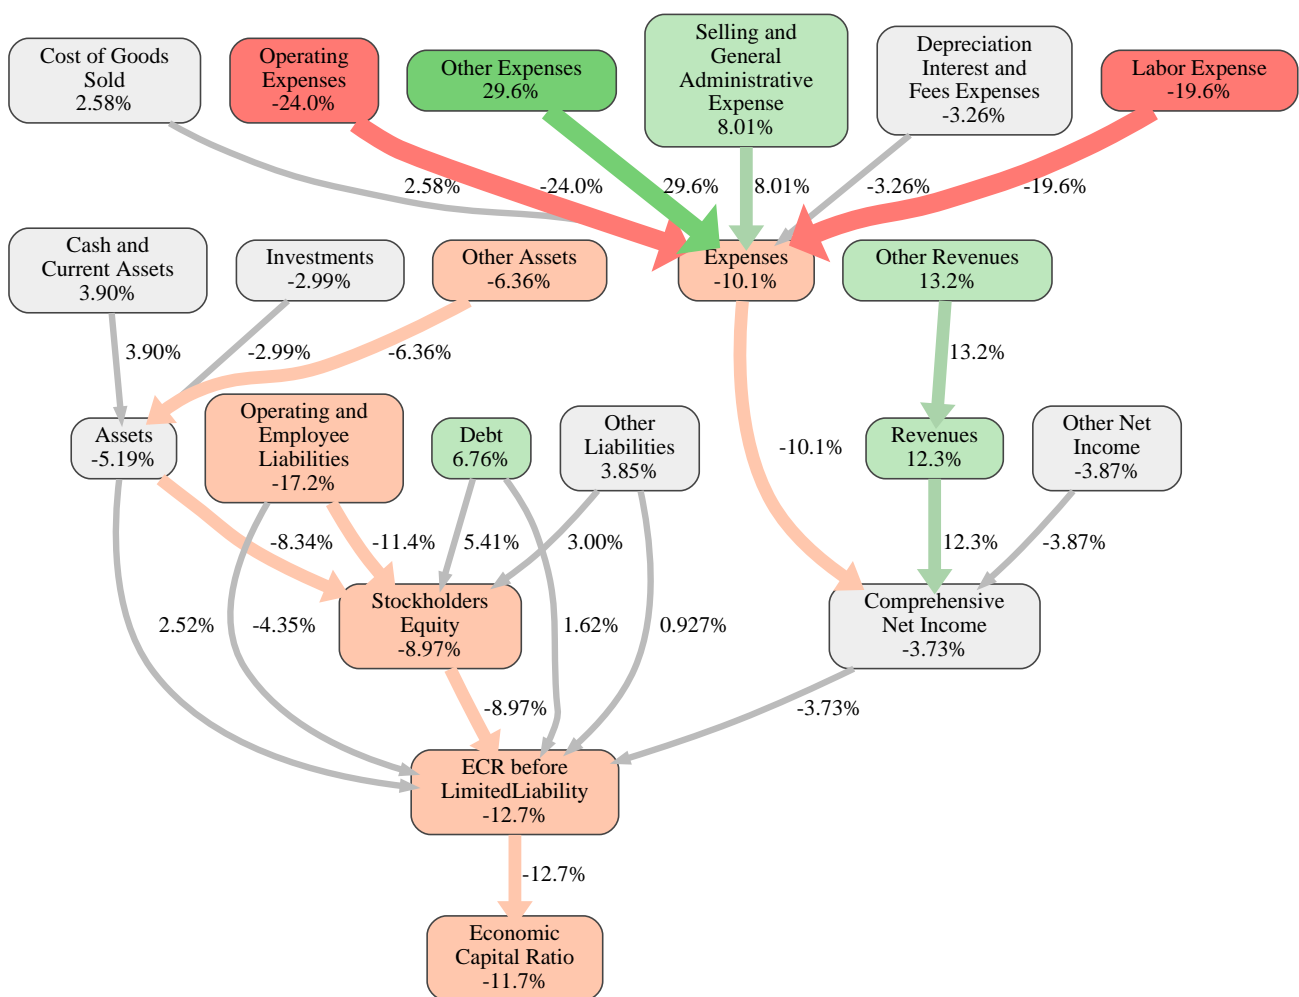 Cost of Goods
Sold
2.58%
Operating
Expenses
-24.0%
Other Expenses
29.6%
Selling and
General
Administrative
Expense
8.01%
Depreciation
Interest and
Fees Expenses
-3.26%
Labor Expense
-19.6%
2.58%
-24.0%
29.6%
8.01%
-3.26%
-19.6%
Cash and
Current Assets
3.90%
Investments
-2.99%
Other Assets
-6.36%
Expenses
-10.1%
Other Revenues
13.2%
3.90%
-2.99%
-6.36%
13.2%
Assets
-5.19%
Operating and
Employee
Liabilities
-17.2%
Debt
6.76%
Other
Liabilities
3.85%
-10.1%
Revenues
12.3%
Other Net
Income
-3.87%
-8.34%
-11.4%
5.41%
3.00%
12.3%
-3.87%
2.52%
-4.35%
Stockholders
Equity
-8.97%
1.62%
0.927%
Comprehensive
Net Income
-3.73%
-8.97%
-3.73%
ECR before
LimitedLiability
-12.7%
-12.7%
Economic
Capital Ratio
-11.7%